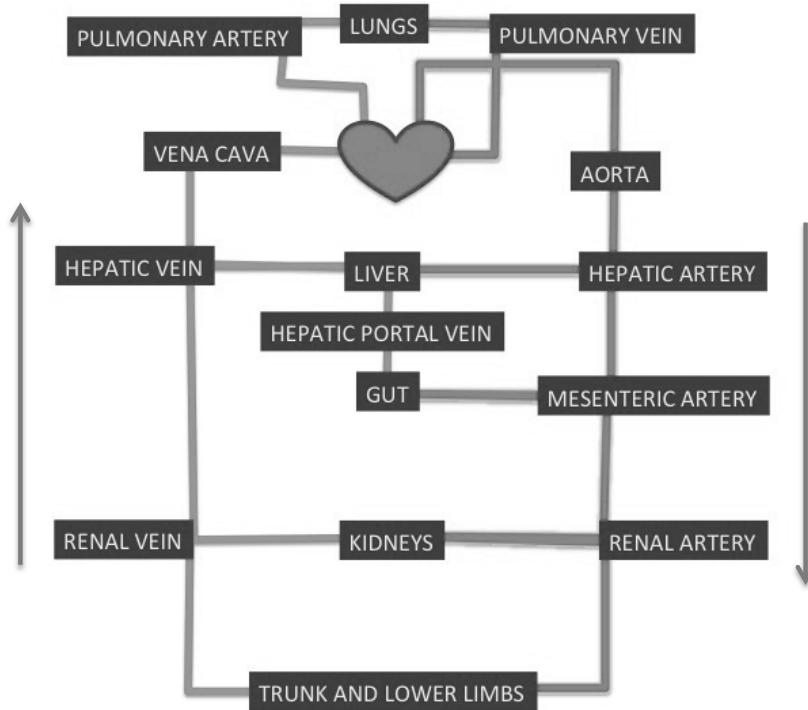 LUNGS
PULMONARY ARTERY
PULMONARY VEIN
VENA CAVA
AORTA
HEPATIC VEIN
LIVER
HEPATIC ARTERY
HEPATIC PORTAL VEIN
GUT
MESENTERIC ARTERY
RENAL VEIN
KIDNEYS
RENAL ARTERY
TRUNK AND LOWER LIMBS